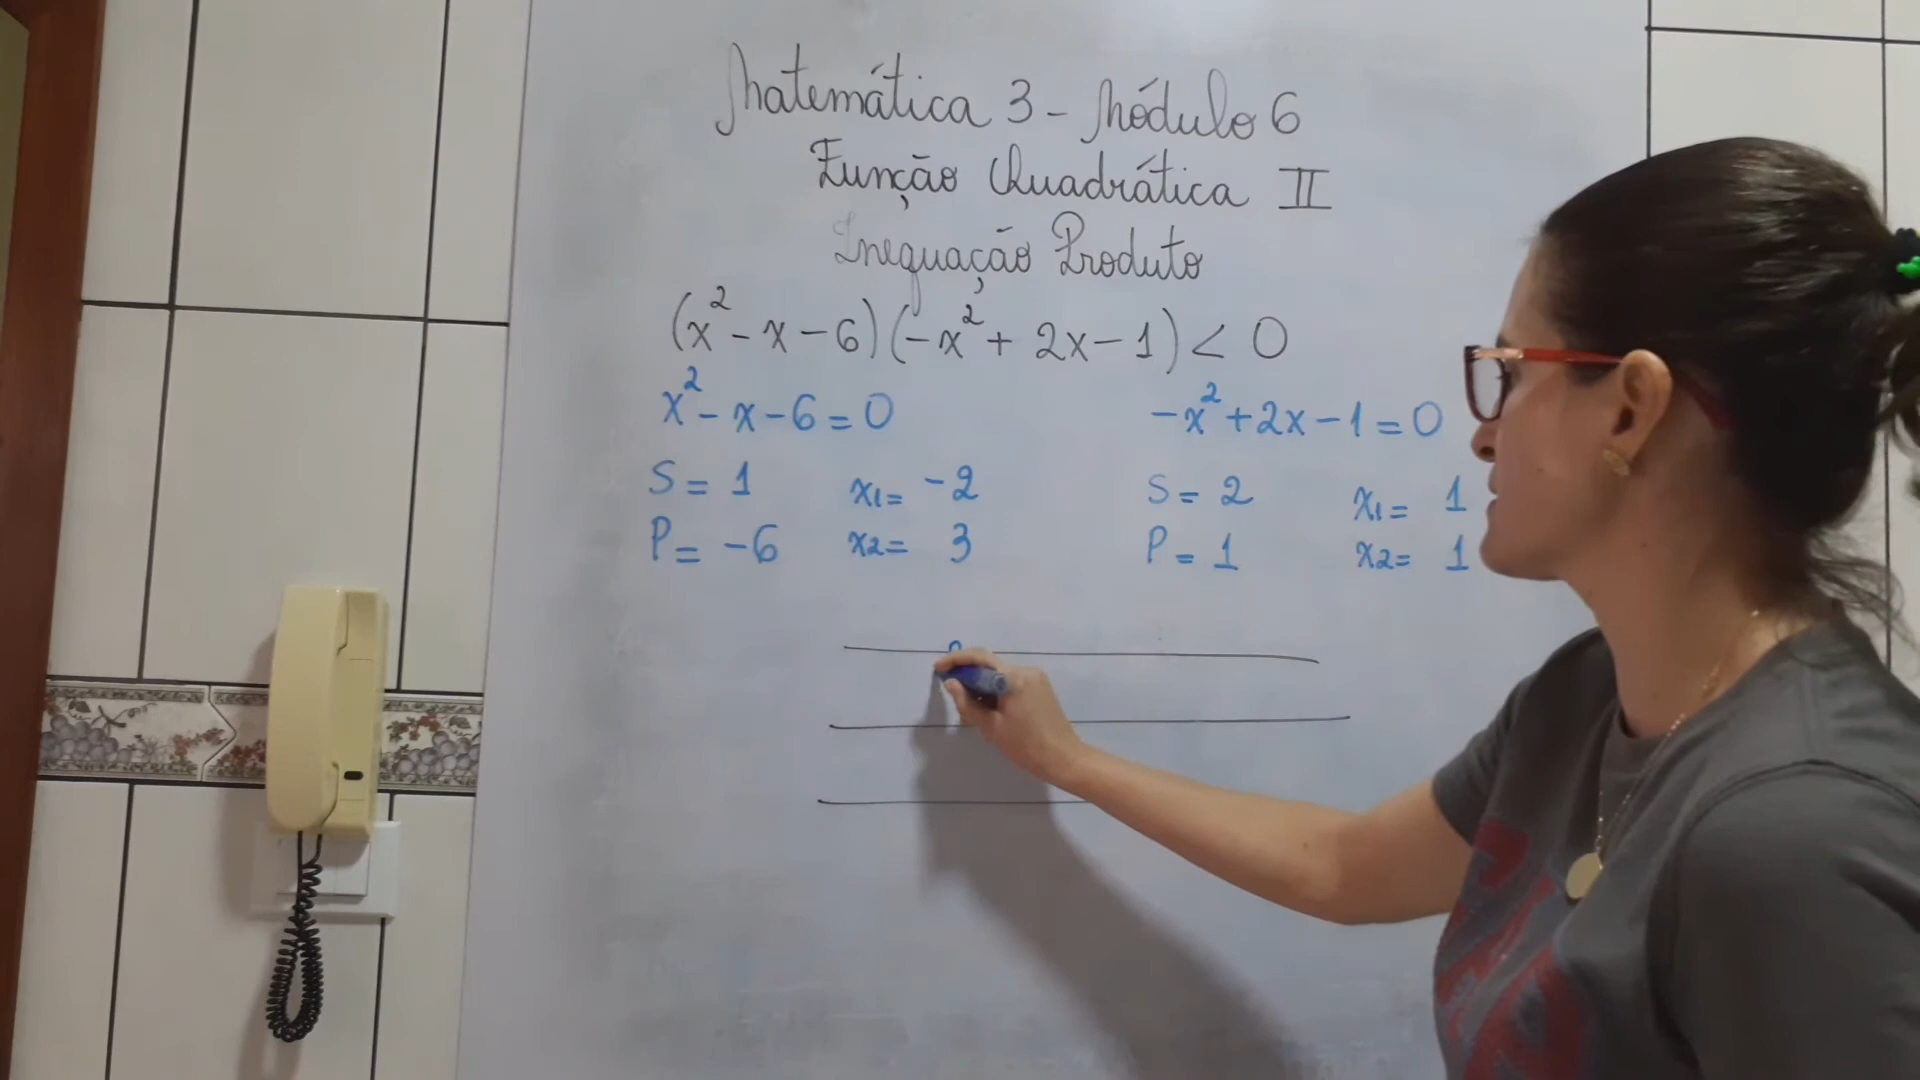 Matemática 3 - Módulo 6
Função Quadrática II
Inequação Produto
(x² - x - 6)(-x² + 2x - 1) < 0
x² - x - 6 = 0 -x² + 2x - 1 = 0
S = 1 x1 = -2 S = 2 x1 = 1
P = -6 x2 = 3 P = 1 x2 = 1